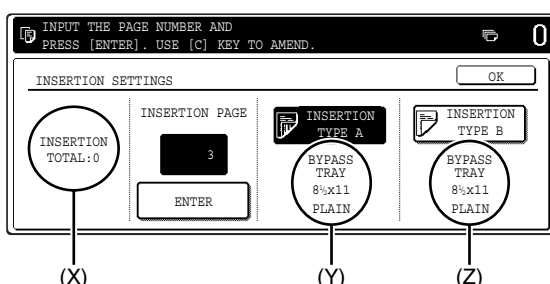 INPUT THE PAGE NUMBER AND
PRESS [ENTER]. USE [C] KEY TO AMEND.
0
INSERTION SETTINGS
OK
INSERTION
TOTAL:0
INSERTION PAGE
3
ENTER
INSERTION
TYPE A
BYPASS
TRAY
8½x11
PLAIN
INSERTION
TYPE B
BYPASS
TRAY
8½x11
PLAIN
(X)
(Y)
(Z)